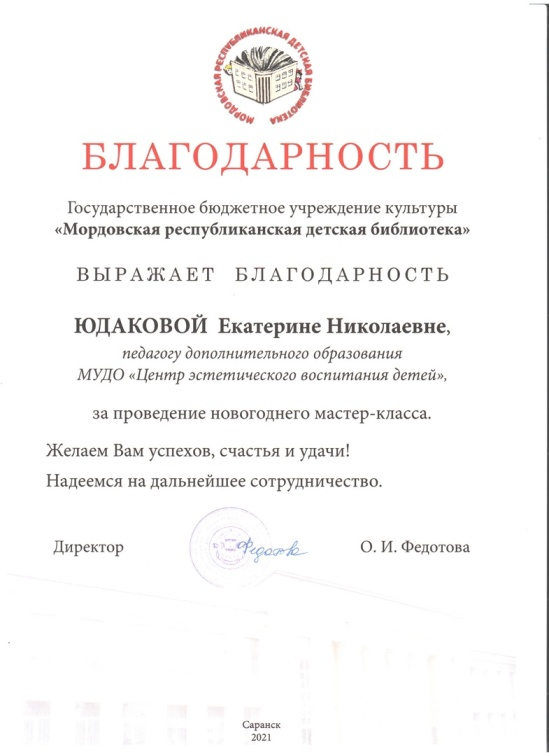 МОРДОВСКАЯ РЕСПУБЛИКАНСКАЯ ДЕТСКАЯ БИБЛИОТЕКА
БЛАГОДАРНОСТЬ
Государственное бюджетное учреждение культуры
«Мордовская республиканская детская библиотека»
ВЫРАЖАЕТ БЛАГОДАРНОСТЬ
ЮДАКОВОЙ Екатерине Николаевне,
педагогу дополнительного образования
МУДО «Центр эстетического воспитания детей»,
за проведение новогоднего мастер-класса.
Желаем Вам успехов, счастья и удачи!
Надеемся на дальнейшее сотрудничество.
Директор
Федотова
О. И. Федотова
Саранск
2021